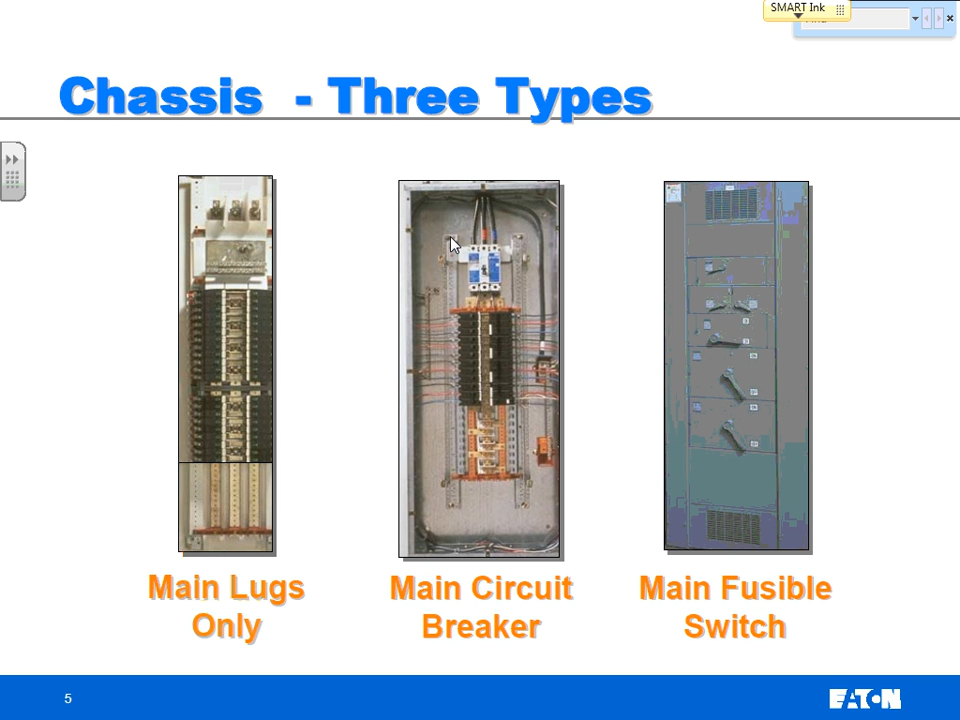 SMART Ink
Chassis - Three Types
Main Lugs
Only
Main Circuit
Breaker
Main Fusible
Switch
5
EATON